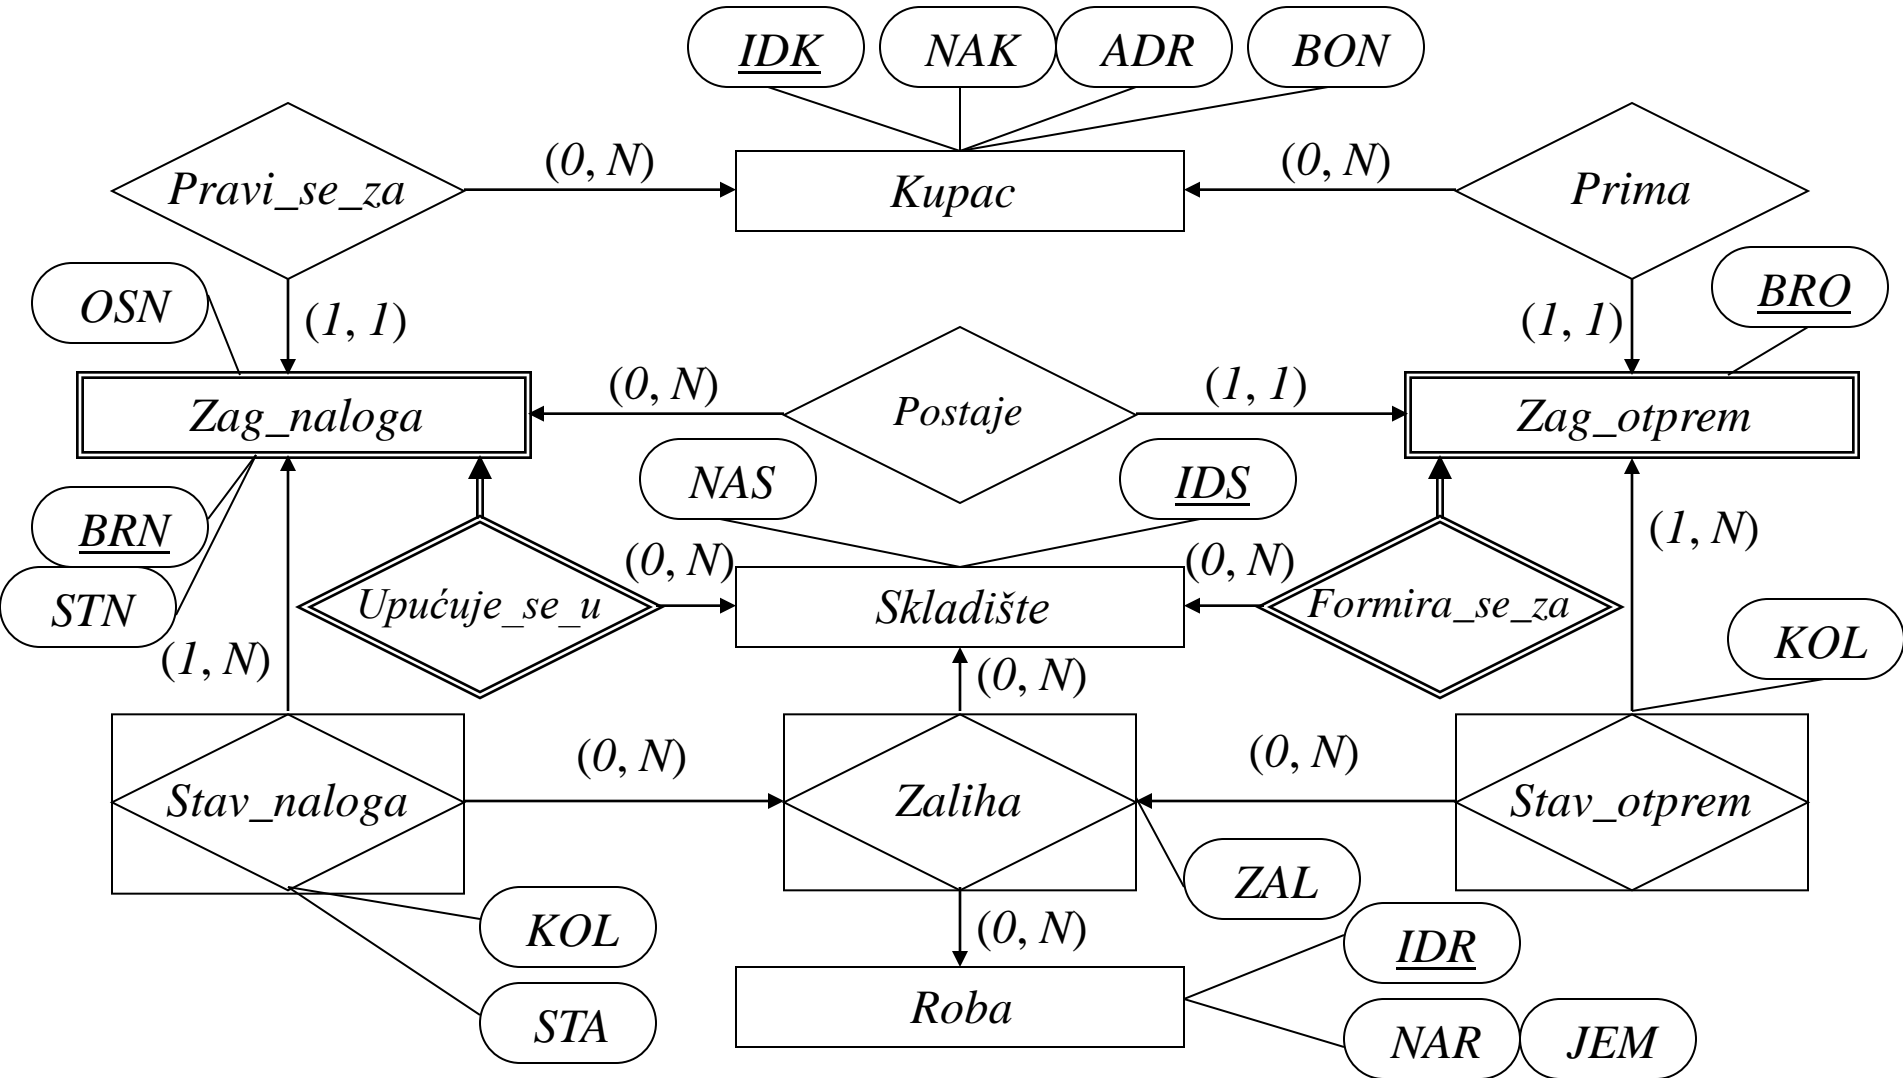 IDK
NAK
ADR
BON
(0, N)
(0, N)
Pravi_se_za
Kupac
Prima
OSN
(1, 1)
(1, 1)
BRO
Zag_naloga
(0, N)
Postaje
(1, 1)
Zag_otprem
NAS
IDS
BRN
(0, N)
(0, N)
(1, N)
STN
Upućuje_se_u
Skladište
Formira_se_za
(1, N)
(0, N)
KOL
(0, N)
(0, N)
Stav_naloga
Zaliha
Stav_otprem
ZAL
KOL
(0, N)
IDR
STA
Roba
NAR
JEM